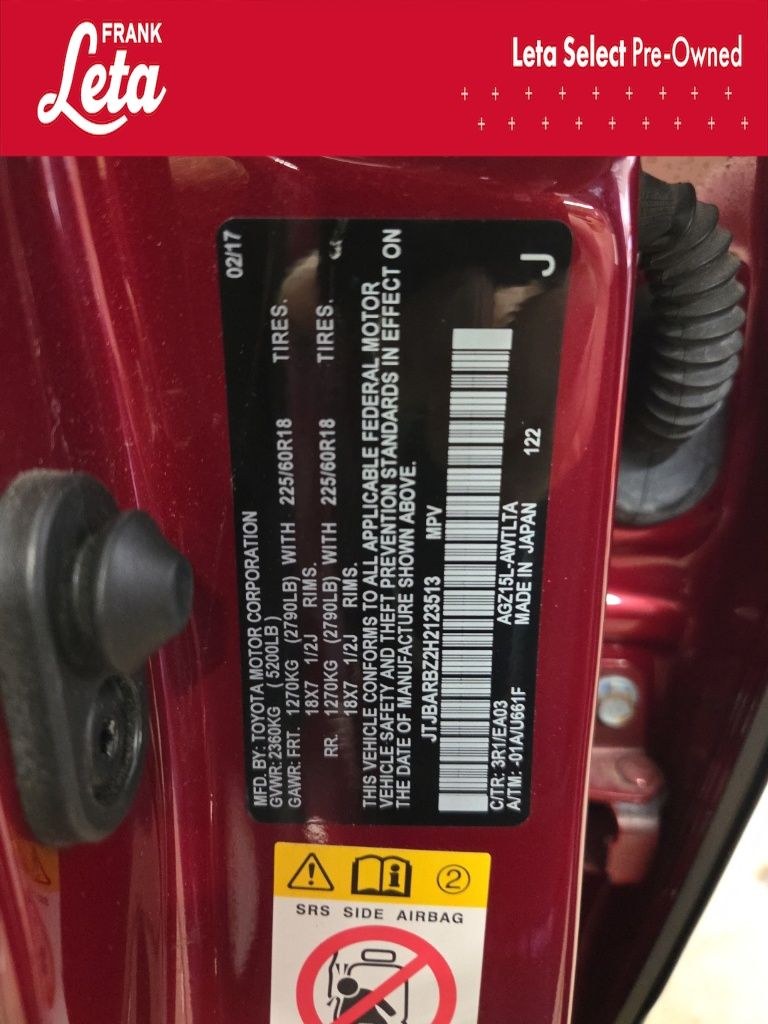 FRANK
Leta
Leta Select Pre-Owned
02/17
MFD. BY: TOYOTA MOTOR CORPORATION
GVWR: 2360KG ( 5200LB )
GAWR: FRT. 1270KG (2790LB) WITH 225/60R18 TIRES.
18X7 1/2J RIMS.
RR. 1270KG (2790LB) WITH 225/60R18 TIRES.
18X7 1/2J RIMS.
THIS VEHICLE CONFORMS TO ALL APPLICABLE FEDERAL MOTOR
VEHICLE SAFETY AND THEFT PREVENTION STANDARDS IN EFFECT ON
THE DATE OF MANUFACTURE SHOWN ABOVE.
JTJBARBZ2H2123513 MPV
C/TR: 3R1/EA03 AGZ15L-AWTLTA
A/TM: -01A/U661F MADE IN JAPAN 122
J
2
SRS SIDE AIRBAG